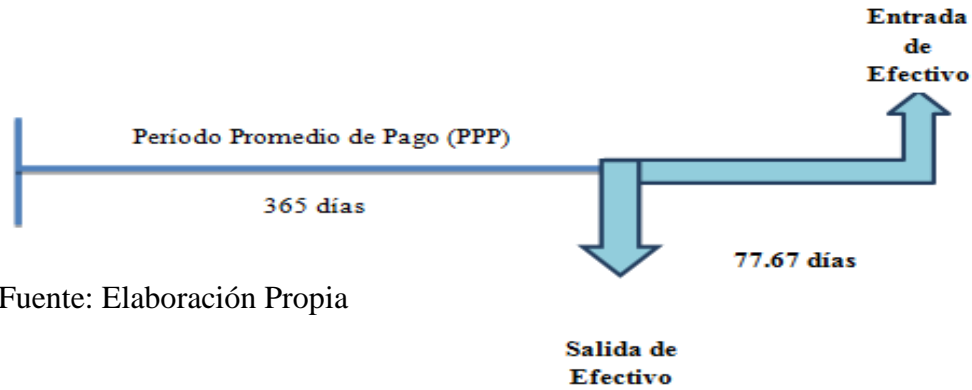 Entrada
de
Efectivo
Período Promedio de Pago (PPP)
365 días
77.67 días
Fuente: Elaboración Propia
Salida de
Efectivo